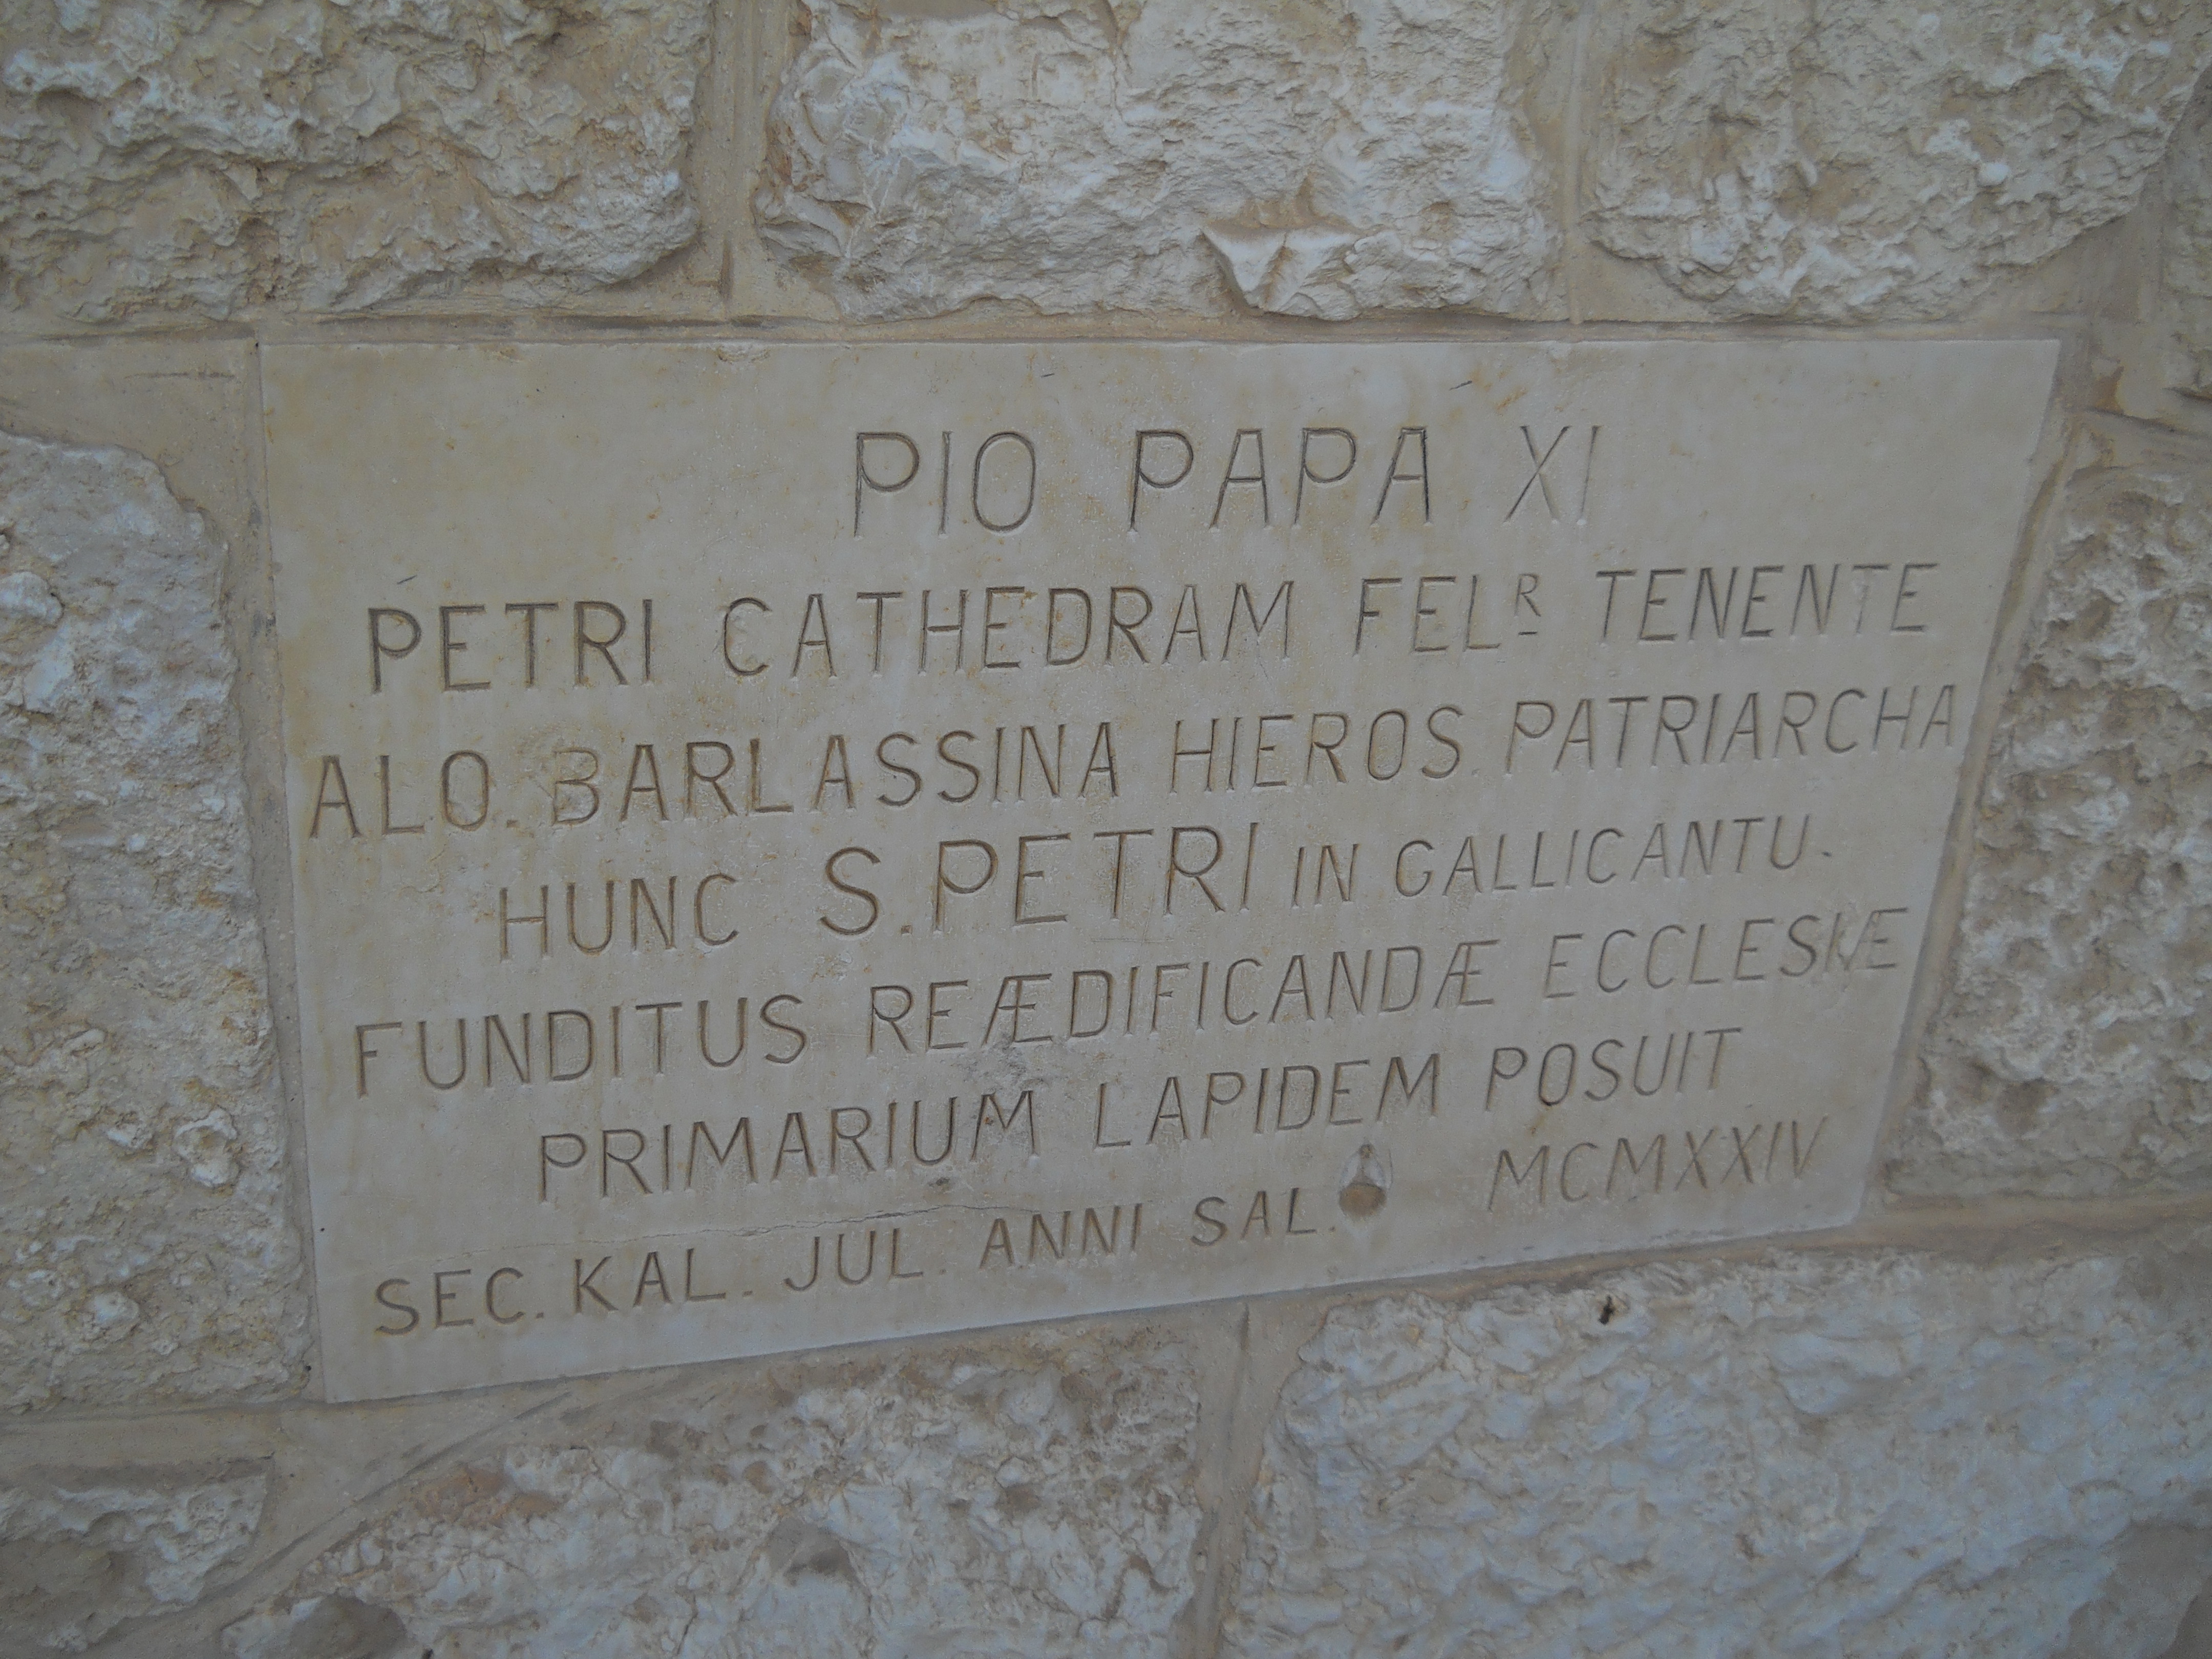 PIO PAPA XI
PETRI CATHEDRAM FELR TENENTE
ALO. BARLASSINA HIEROS. PATRIARCHA
HUNC S. PETRI IN GALLICANTU.
FUNDITUS REÆDIFICANDÆ ECCLESIÆ
PRIMARIUM LAPIDEM POSUIT
SEC. KAL. JUL. ANNI SAL. MCMXXIV